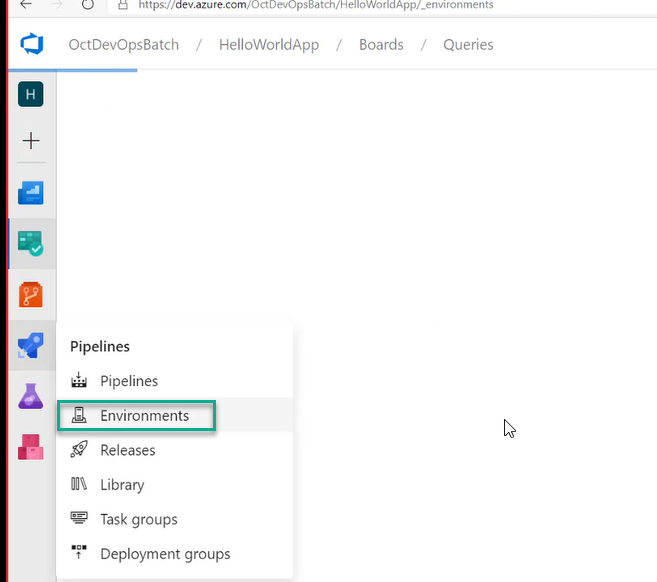 https://dev.azure.com/OctDevOpsBatch/HelloWorldApp/_environments
OctDevOpsBatch / HelloWorldApp / Boards / Queries
H
Pipelines
Pipelines
Environments
Releases
Library
Task groups
Deployment groups